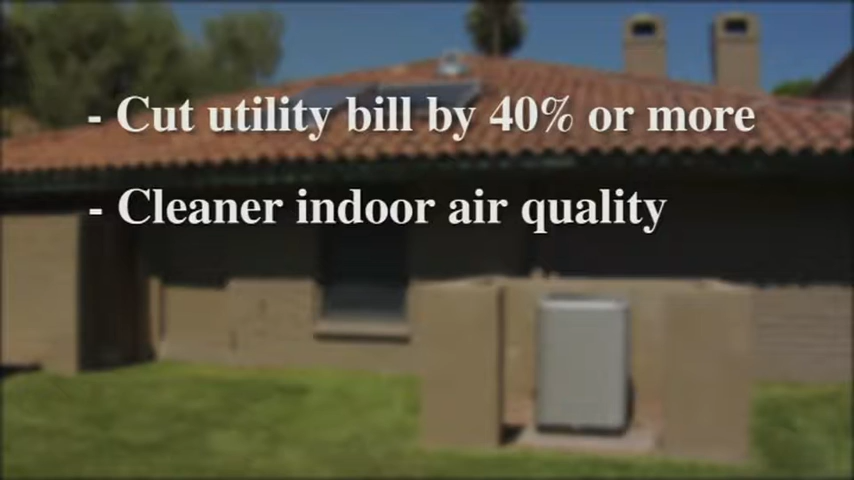 - Cut utility bill by 40% or more
- Cleaner indoor air quality